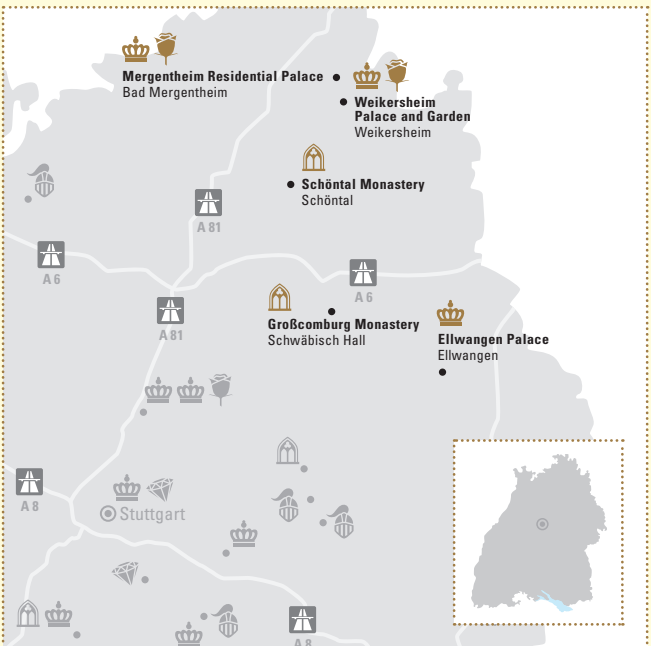 Mergentheim Residential Palace
Bad Mergentheim
Weikersheim
Palace and Garden
Weikersheim
Schöntal Monastery
Schöntal
A 81
A 6
A 6
A 81
Großcomburg Monastery
Schwäbisch Hall
Ellwangen Palace
Ellwangen
A 8
Stuttgart
A 8